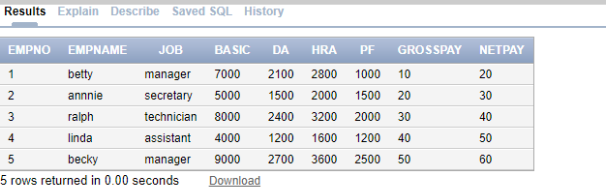 Results Explain Describe Saved SQL History
EMPNO EMPNAME JOB BASIC DA HRA PF GROSSPAY NETPAY
1 betty manager 7000 2100 2800 1000 10 20
2 annnie secretary 5000 1500 2000 1500 20 30
3 ralph technician 8000 2400 3200 2000 30 40
4 linda assistant 4000 1200 1600 1200 40 50
5 becky manager 9000 2700 3600 2500 50 60
5 rows returned in 0.00 seconds Download